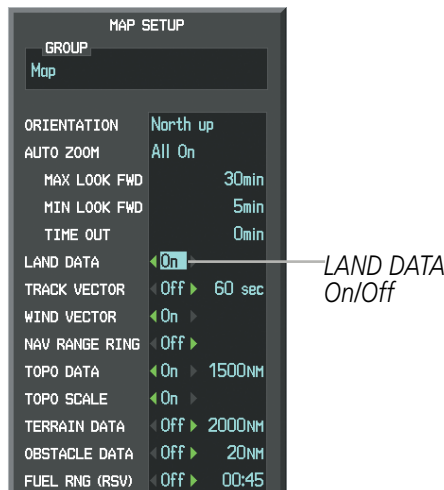 MAP SETUP
GROUP
Map
ORIENTATION North up
AUTO ZOOM All On
MAX LOOK FWD 30min
MIN LOOK FWD 5min
TIME OUT 0min
LAND DATA On
LAND DATA
On/Off
TRACK VECTOR Off 60 sec
WIND VECTOR On
NAV RANGE RING Off
TOPO DATA On 1500NM
TOPO SCALE On
TERRAIN DATA Off 2000NM
OBSTACLE DATA Off 20NM
FUEL RNG (RSV) Off 00:45